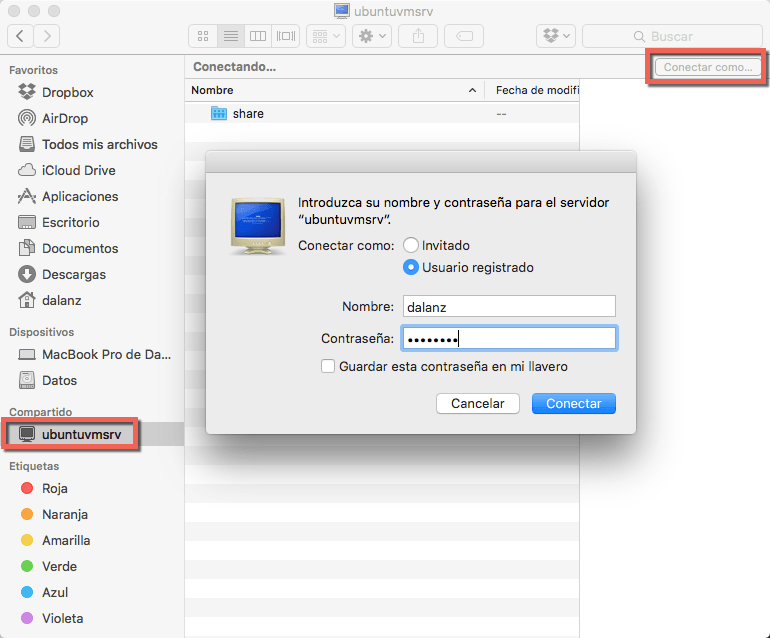 ubuntuvmsrv
Buscar
Favoritos
Dropbox
AirDrop
Todos mis archivos
iCloud Drive
Aplicaciones
Escritorio
Documentos
Descargas
dalanz
Dispositivos
MacBook Pro de Da...
Datos
Compartido
ubuntuvmsrv
Etiquetas
Roja
Naranja
Amarilla
Verde
Azul
Violeta
Conectando...
Conectar como...
Nombre Fecha de modifi
share --
Introduzca su nombre y contraseña para el servidor
“ubuntuvmsrv”.
Conectar como: Invitado
Usuario registrado
Nombre: dalanz
Contraseña: ••••••••
Guardar esta contraseña en mi llavero
Cancelar Conectar